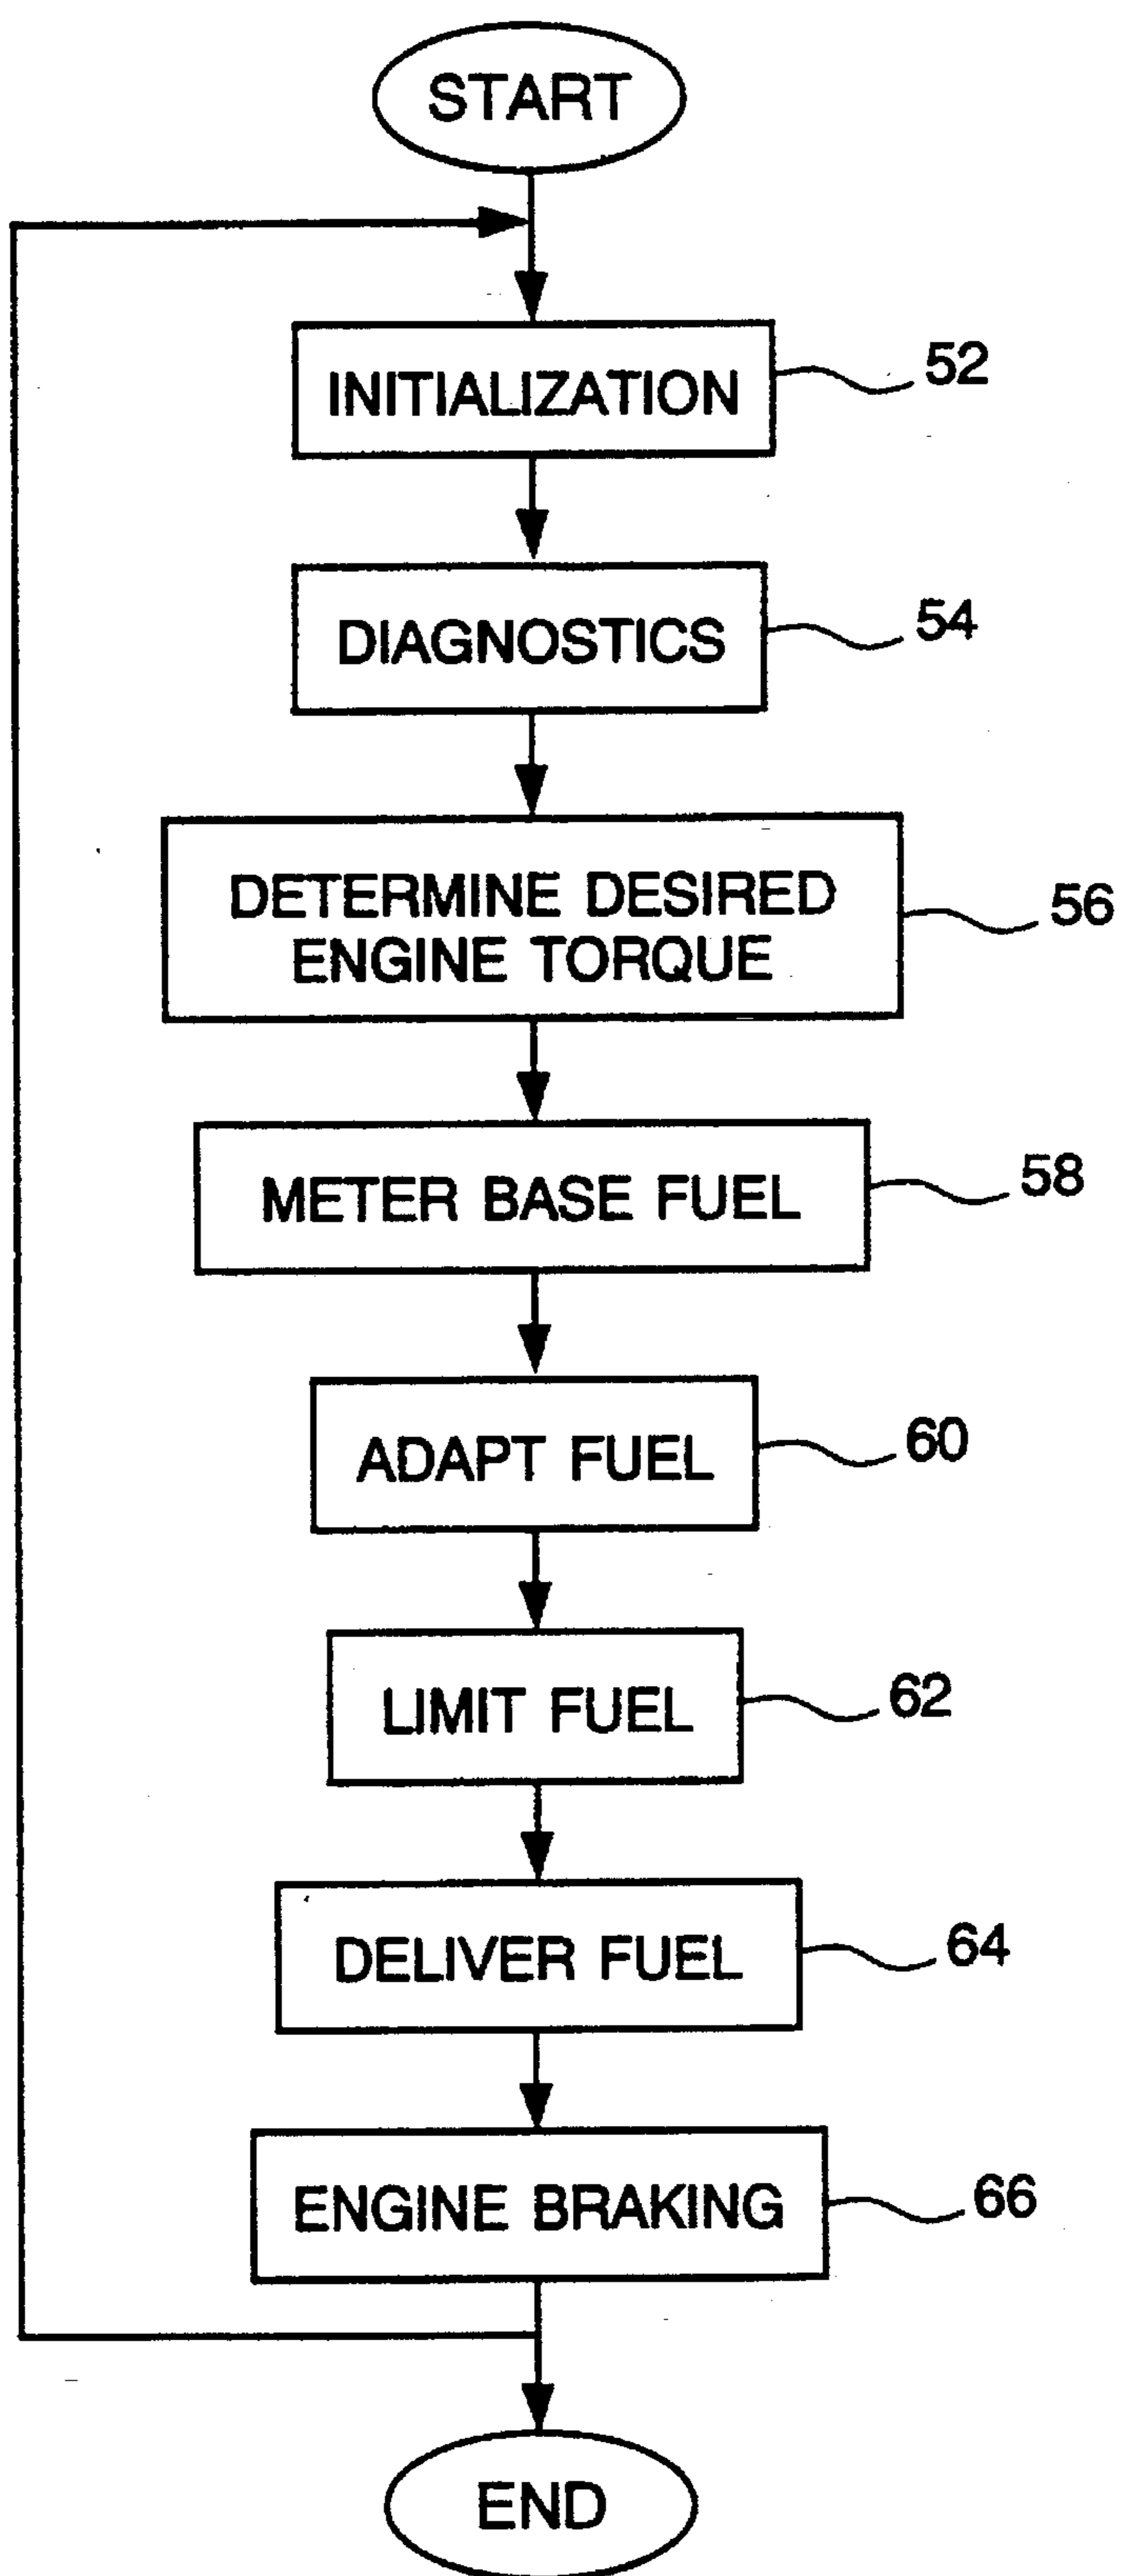 START
INITIALIZATION
52
DIAGNOSTICS
54
DETERMINE DESIRED
ENGINE TORQUE
56
METER BASE FUEL
58
ADAPT FUEL
60
LIMIT FUEL
62
DELIVER FUEL
64
ENGINE BRAKING
66
END